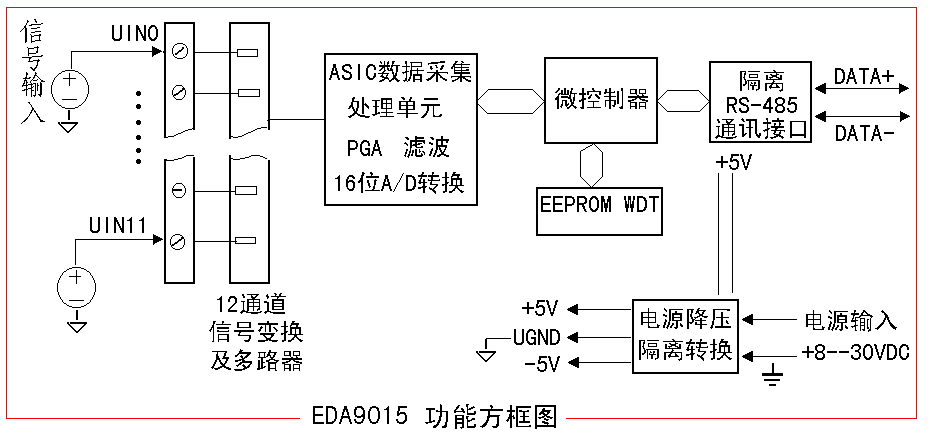 信号输入
UIN0
UIN11
12通道
信号变换
及多路器
ASIC数据采集
处理单元
PGA 滤波
16位A/D转换
微控制器
EEPROM WDT
隔离
RS-485
通讯接口
DATA+
DATA-
+5V
+5V
UGND
-5V
电源降压
隔离转换
电源输入
+8--30VDC
EDA9015 功能方框图